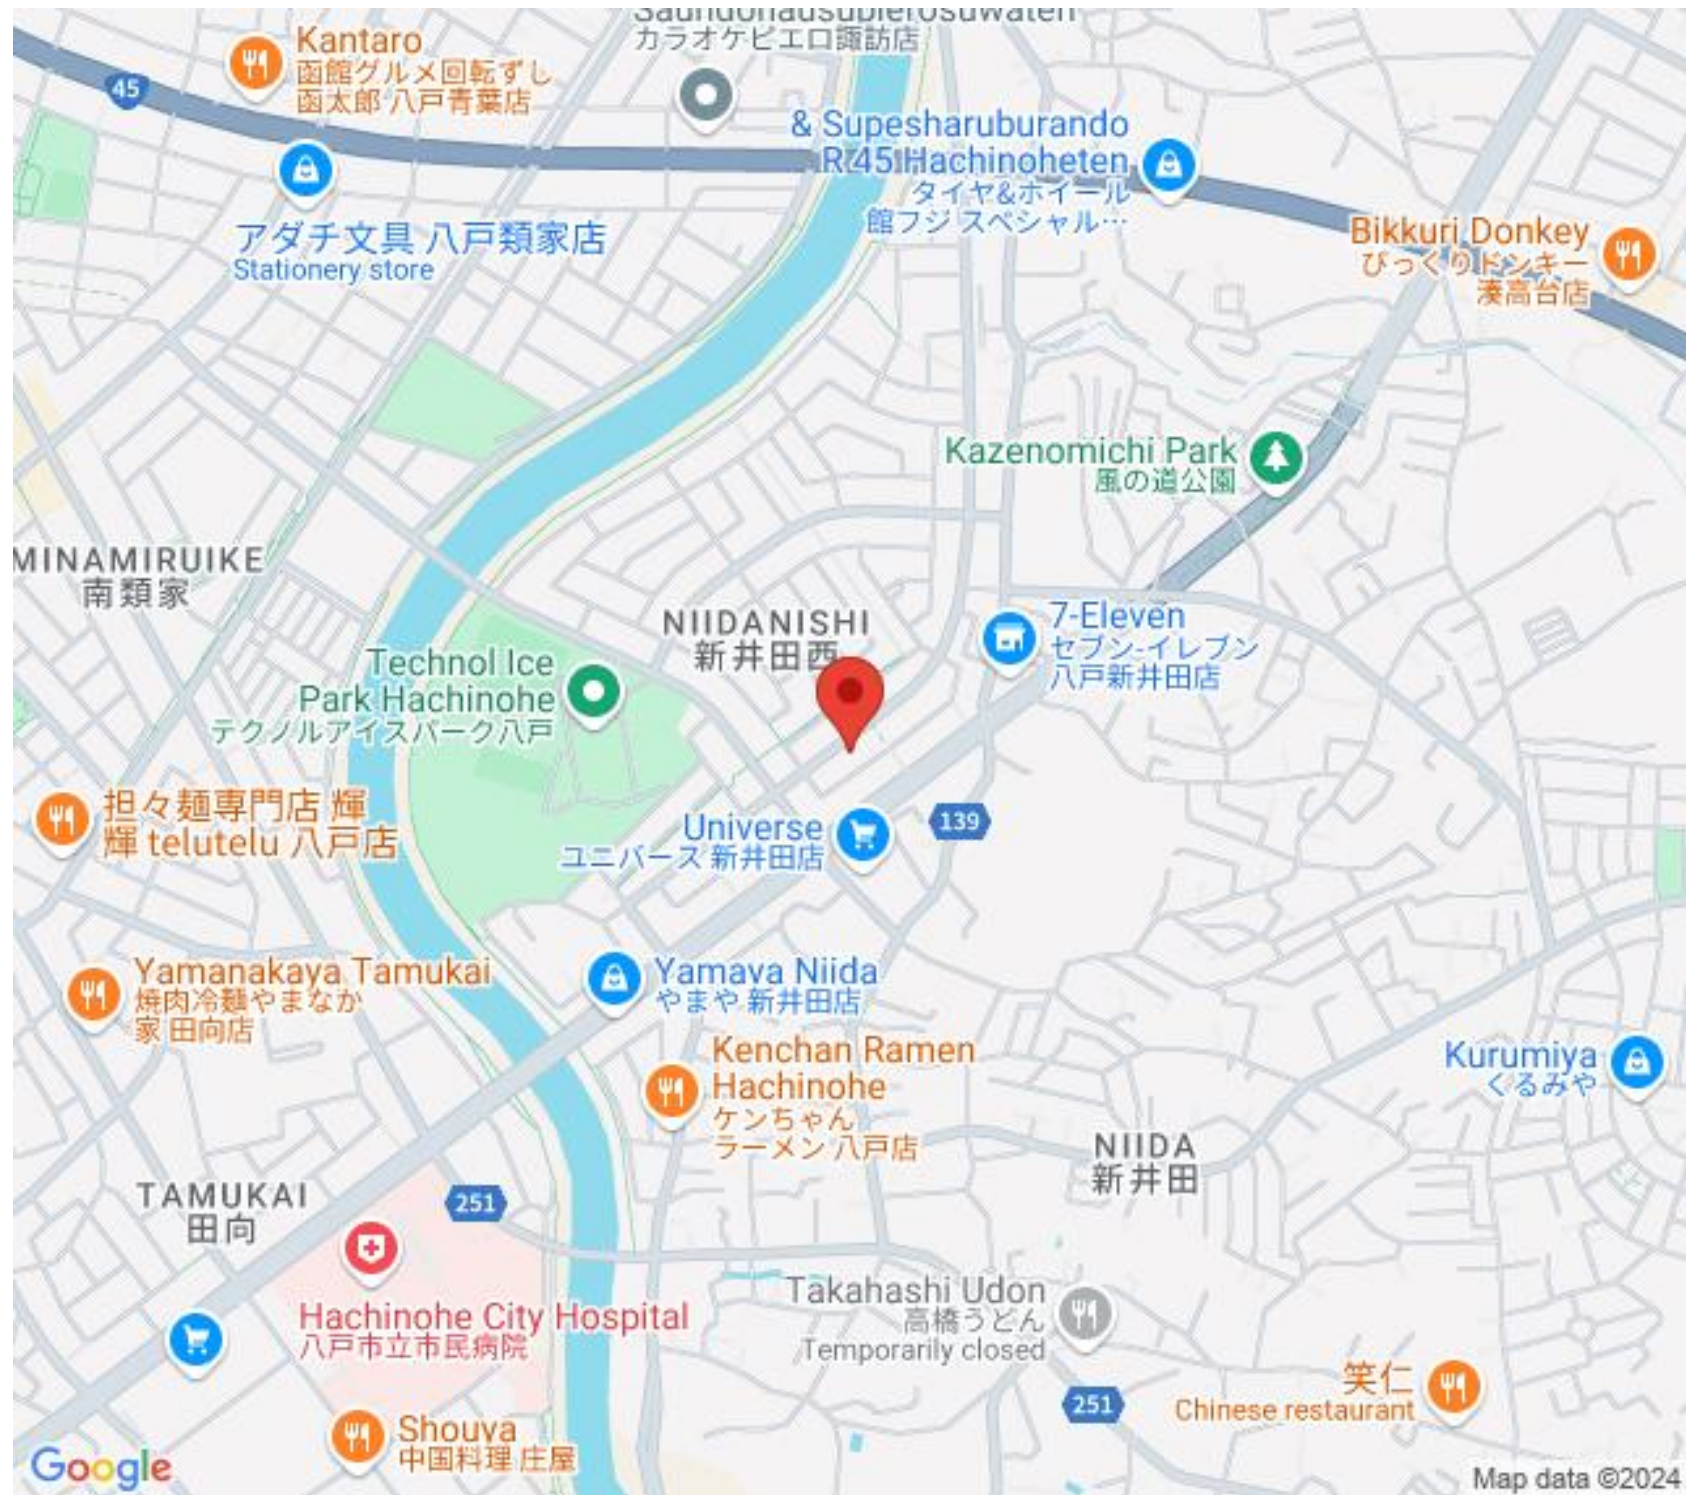 Saundohausupierosuwaten
カラオケピエロ諏訪店
Kantaro
函館グルメ回転ずし
函太郎 八戸青葉店
45
& Supesharuburando
R 45 Hachinoheten
タイヤ&ホイール
館フジ スペシャル…
アダチ文具 八戸類家店
Stationery store
Bikkuri Donkey
びっくりドンキー
湊高台店
Kazenomichi Park
風の道公園
MINAMIRUIKE
南類家
NIIDANISHI
新井田西
7-Eleven
セブン-イレブン
八戸新井田店
Technol Ice
Park Hachinohe
テクノルアイスパーク八戸
担々麺専門店 輝
輝 telutelu 八戸店
Universe
ユニバース 新井田店
139
Yamanakaya Tamukai
焼肉冷麺やまなか
家 田向店
Yamaya Niida
やまや 新井田店
Kenchan Ramen
Hachinohe
ケンちゃん
ラーメン 八戸店
Kurumiya
くるみや
NIIDA
新井田
TAMUKAI
田向
251
Hachinohe City Hospital
八戸市立市民病院
Takahashi Udon
高橋うどん
Temporarily closed
笑仁
Chinese restaurant
251
Shouya
中国料理 庄屋
Google
Map data ©2024